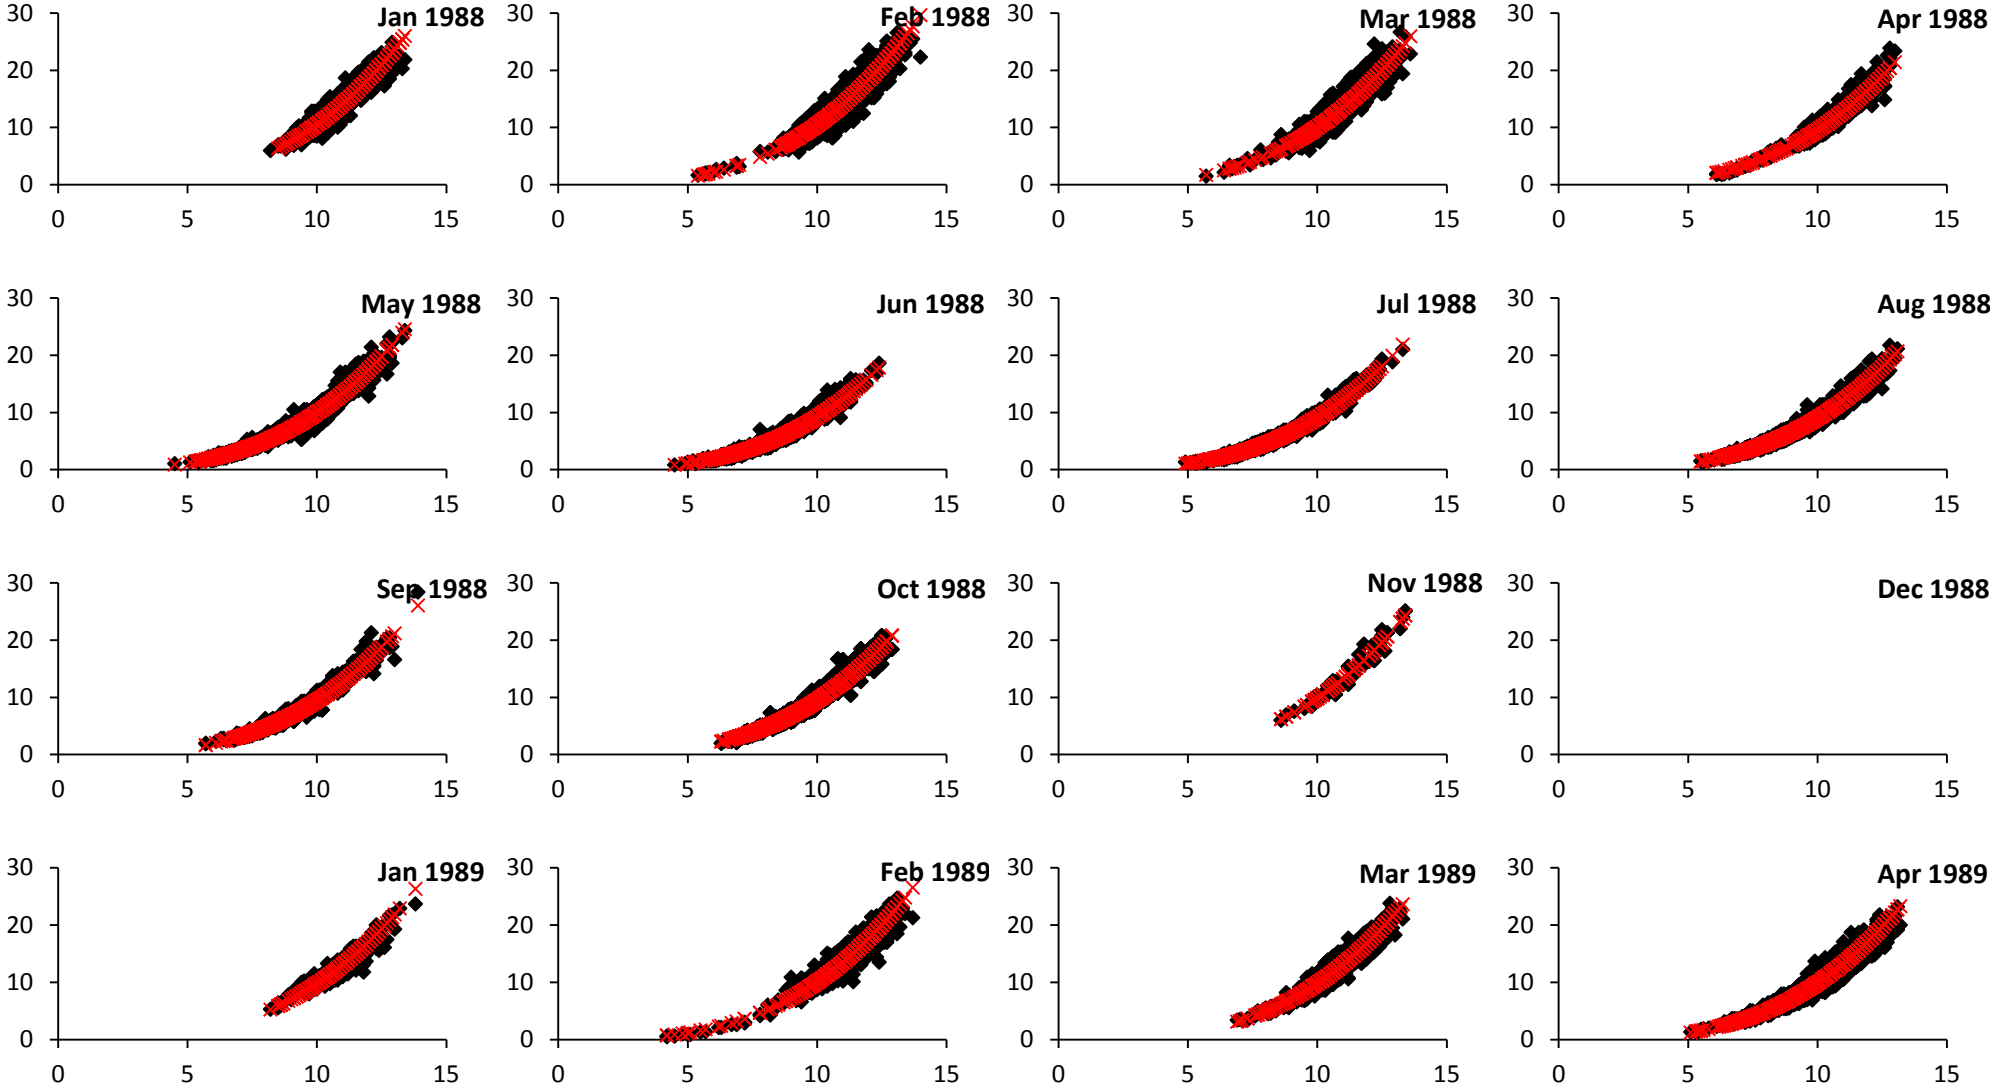 30 Jan 1988 30 Feb 1988 30 Mar 1988 30 Apr 1988
20 20 20 20
10 10 10 10
0 0 0 0
0 5 10 15 0 5 10 15 0 5 10 15 0 5 10 15
30 May 1988 30 Jun 1988 30 Jul 1988 30 Aug 1988
20 20 20 20
10 10 10 10
0 0 0 0
0 5 10 15 0 5 10 15 0 5 10 15 0 5 10 15
30 Sep 1988 30 Oct 1988 30 Nov 1988 30 Dec 1988
20 20 20 20
10 10 10 10
0 0 0 0
0 5 10 15 0 5 10 15 0 5 10 15 0 5 10 15
30 Jan 1989 30 Feb 1989 30 Mar 1989 30 Apr 1989
20 20 20 20
10 10 10 10
0 0 0 0
0 5 10 15 0 5 10 15 0 5 10 15 0 5 10 15